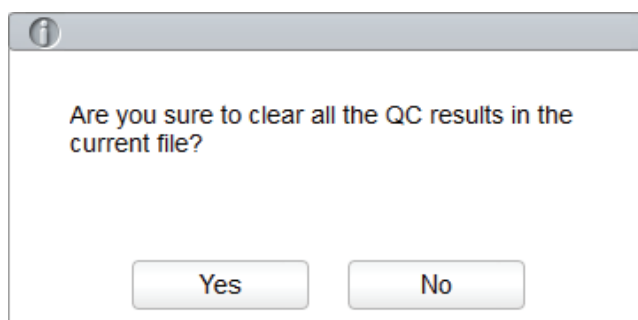 Are you sure to clear all the QC results in the
current file?
Yes No